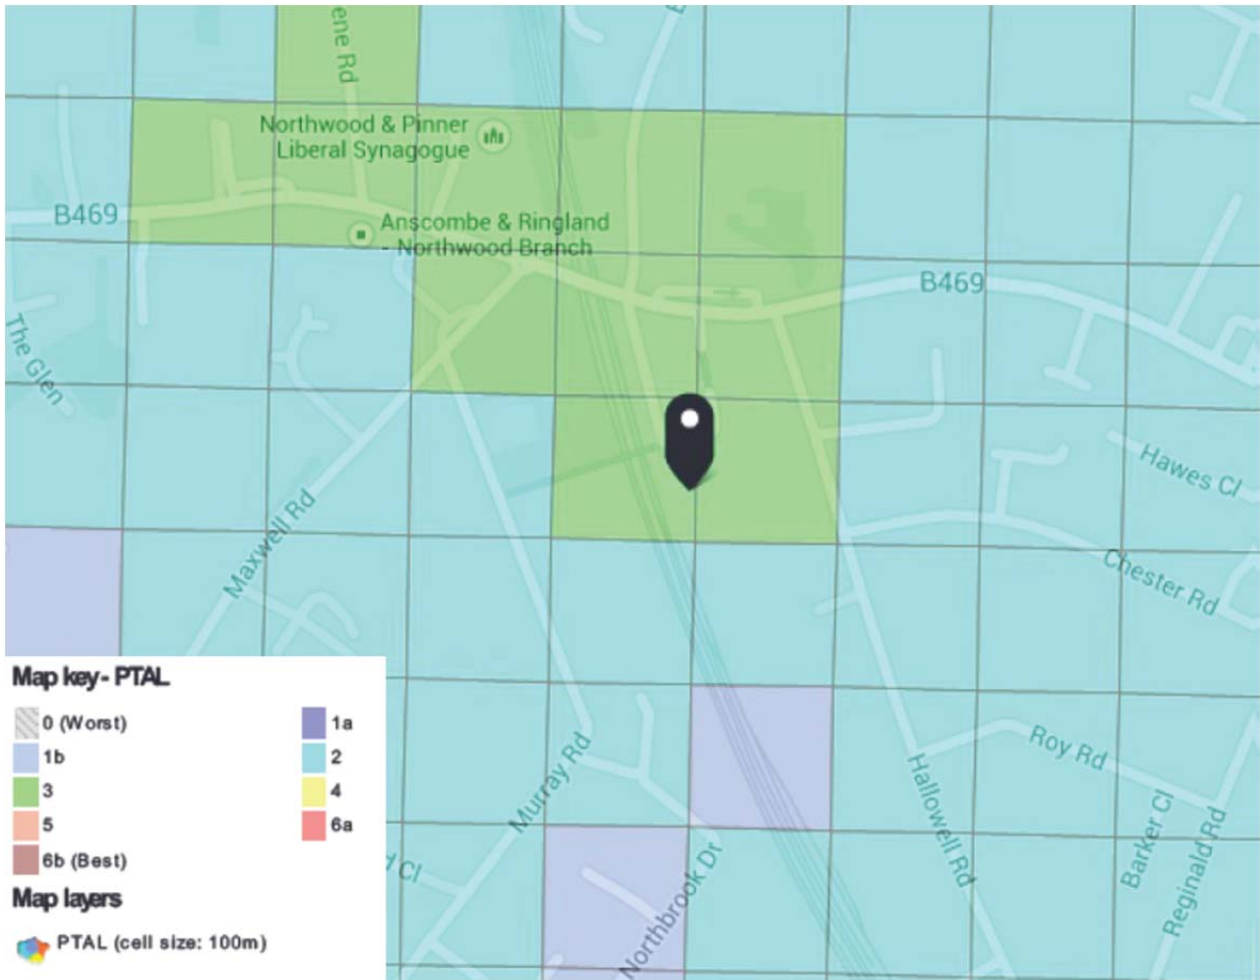 ene Rd
Northwood & Pinner
Liberal Synagogue
B469
Anscombe & Ringland
- Northwood Branch
B469
The Glen
Hawes Cl
Maxwell Rd
Chester Rd
Map key - PTAL
0 (Worst)
1a
1b
2
3
4
5
6a
6b (Best)
Map layers
PTAL (cell size: 100m)
Murray Rd
Roy Rd
Hallowell Rd
Barker Cl
Reginald Rd
d Cl
Northbrook Dr